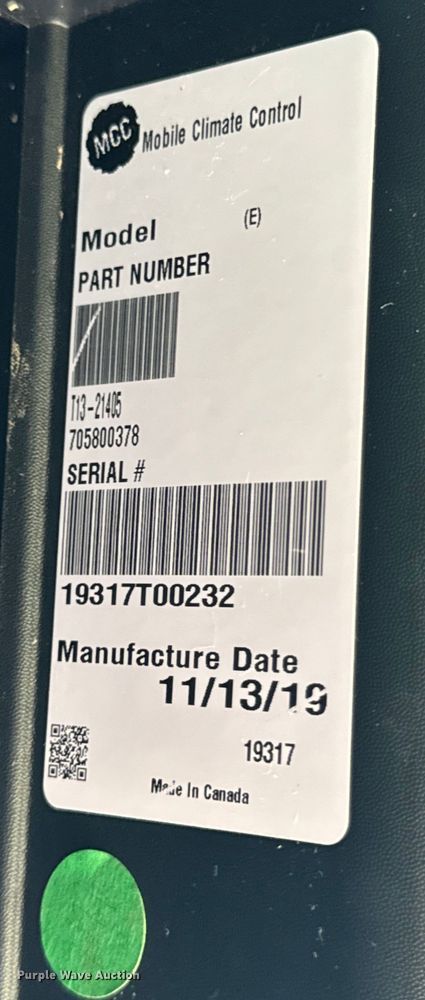 MCC Mobile Climate Control
Model (E)
PART NUMBER
T13-21405
705800378
SERIAL #
19317T00232
Manufacture Date
11/13/19
19317
Made In Canada
Purple Wave Auction